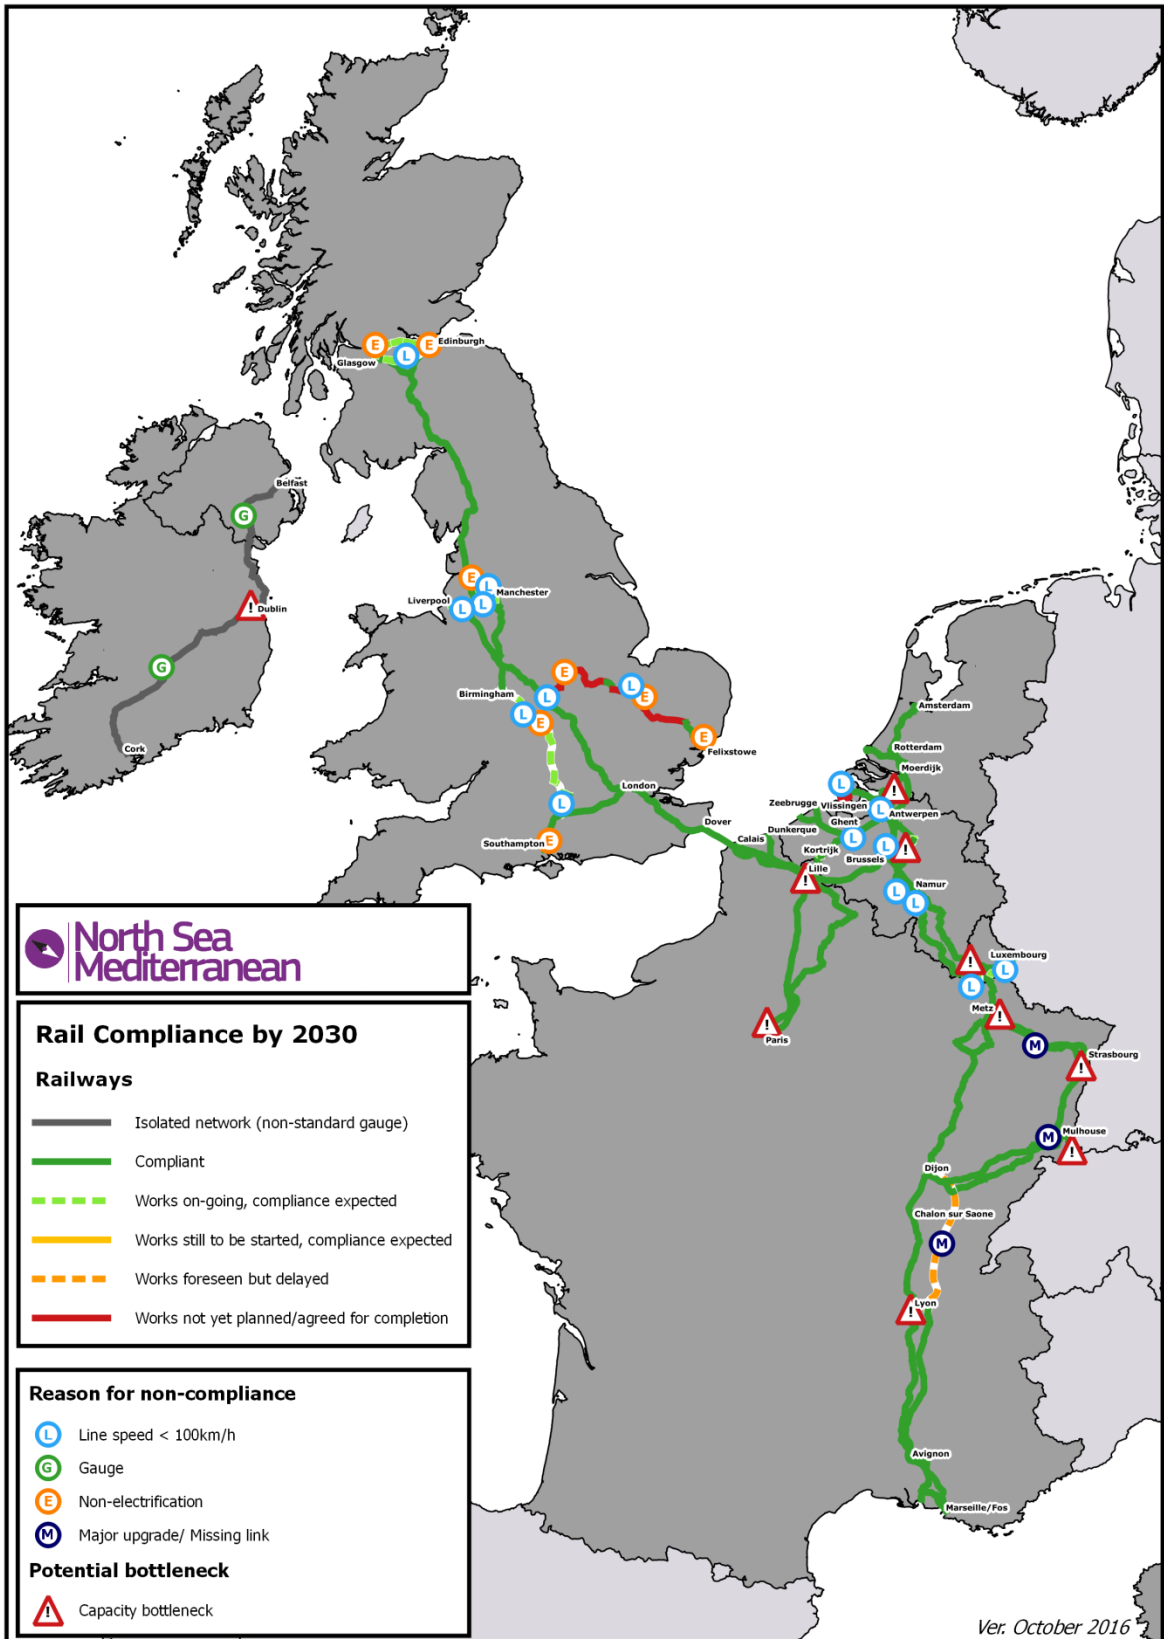 E
E
Edinburgh
L
Glasgow
Belfast
G
E
L
Manchester
Liverpool
L
L
! Dublin
G
E
L
Birmingham
L
E
L
E
E
Felixstowe
Cork
Amsterdam
Rotterdam
Moerdijk
L
!
London
Zeebrugge
Vlissingen
L
L
Antwerpen
Dover
Dunkerque
Ghent
Calais
L
Southampton
E
Kortrijk
L
!
Brussels
Lille
!
Namur
L
L
North Sea
Mediterranean
!
Luxembourg
L
L
Metz
!
!
Paris
M
Strasbourg
!
Rail Compliance by 2030
Railways
Isolated network (non-standard gauge)
Compliant
Works on-going, compliance expected
Works still to be started, compliance expected
Works foreseen but delayed
Works not yet planned/agreed for completion
Mulhouse
M
!
Dijon
Chalon sur Saone
M
Lyon
!
Reason for non-compliance
L Line speed < 100km/h
G Gauge
E Non-electrification
M Major upgrade/ Missing link
Potential bottleneck
! Capacity bottleneck
Avignon
Marseille/Fos
Ver. October 2016